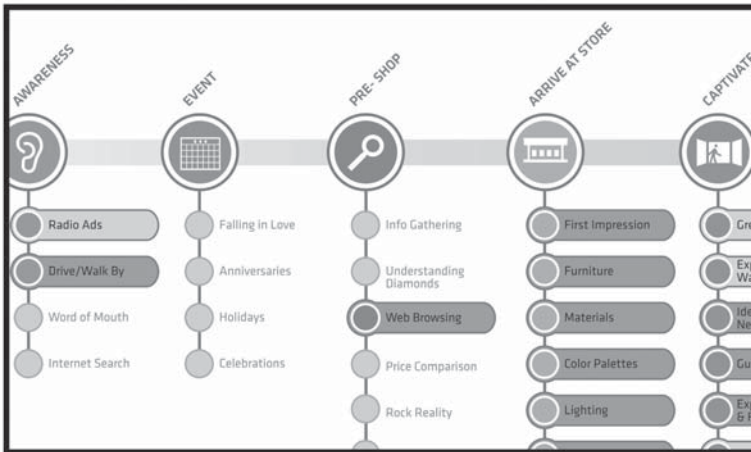 AWARENESS
EVENT
PRE- SHOP
ARRIVE AT STORE
CAPTIVATE
Radio Ads
Drive/Walk By
Word of Mouth
Internet Search
Falling in Love
Anniversaries
Holidays
Celebrations
Info Gathering
Understanding
Diamonds
Web Browsing
Price Comparison
Rock Reality
First Impression
Furniture
Materials
Color Palettes
Lighting